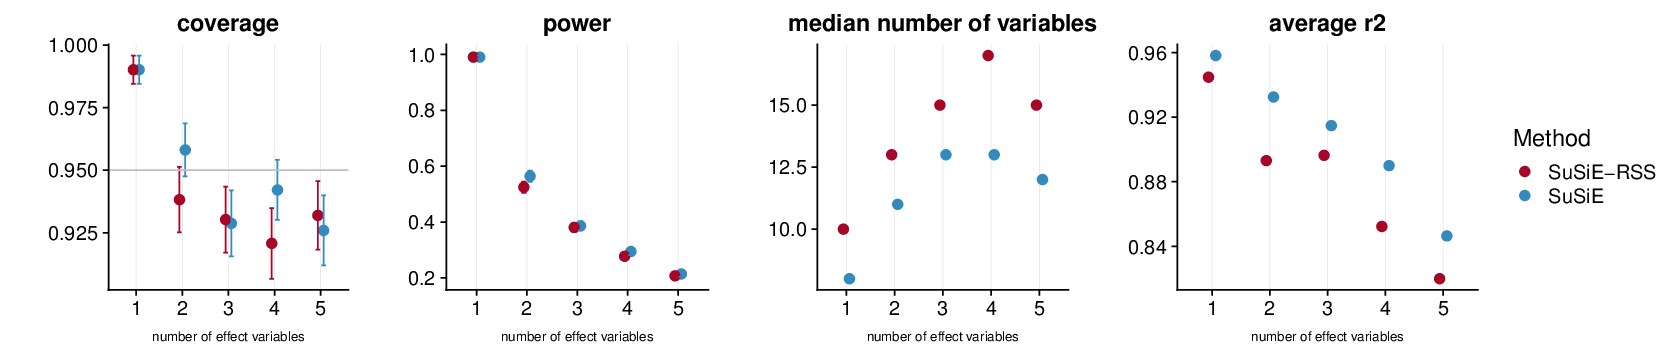 coverage
1.000
0.975
0.950
0.925
1 2 3 4 5
number of effect variables
power
1.0
0.8
0.6
0.4
0.2
1 2 3 4 5
number of effect variables
median number of variables
15.0
12.5
10.0
1 2 3 4 5
number of effect variables
average r2
0.96
0.92
0.88
0.84
1 2 3 4 5
number of effect variables
Method
SuSiE−RSS
SuSiE